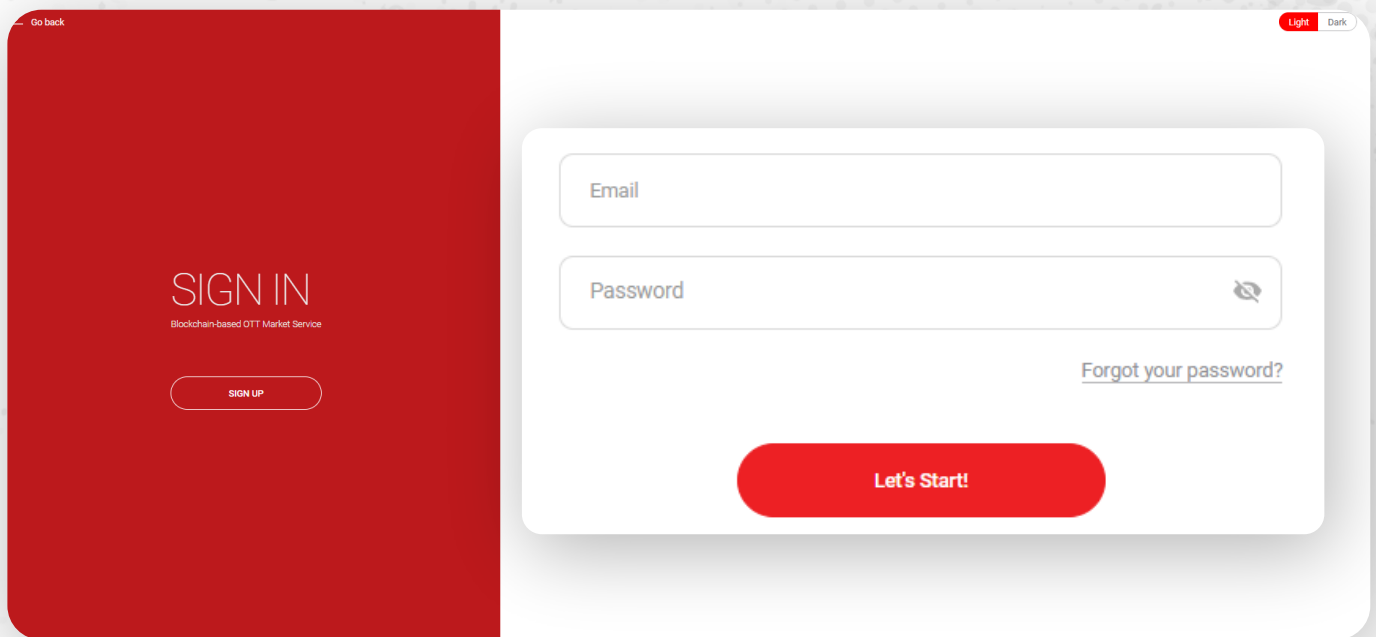 Go back
Light Dark
SIGN IN
Blockchain-based OTT Market Service
SIGN UP
Email
Password
Forgot your password?
Let's Start!